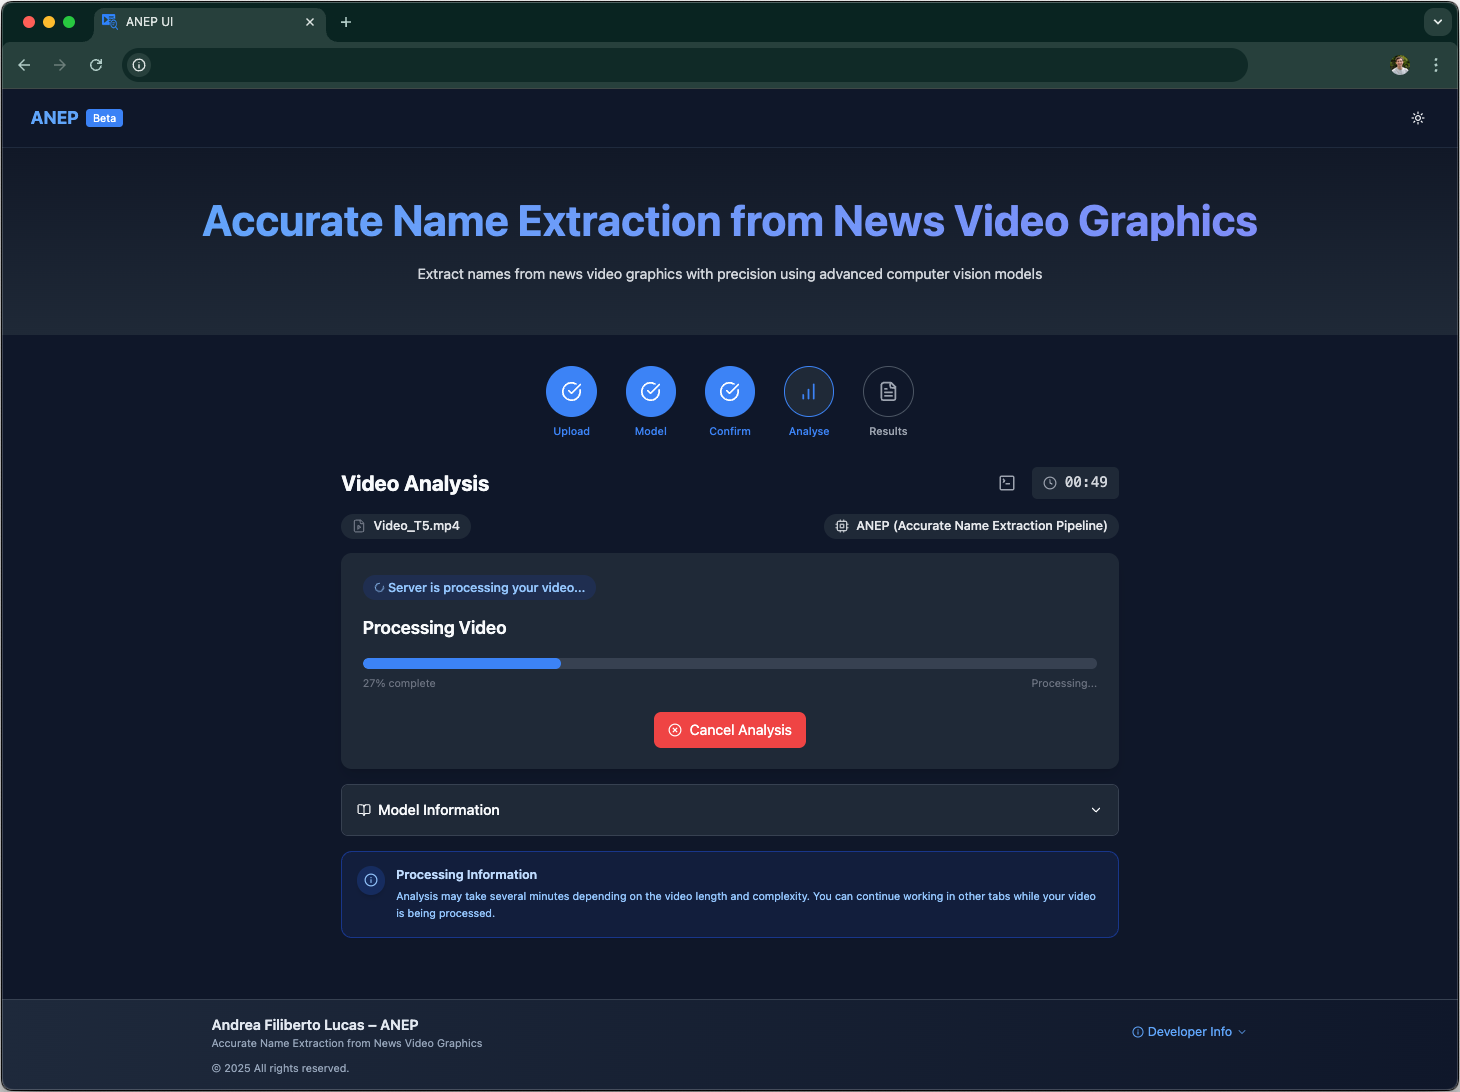 ANEP UI
ANEP Beta
Accurate Name Extraction from News Video Graphics
Extract names from news video graphics with precision using advanced computer vision models
Upload
Model
Confirm
Analyse
Results
Video Analysis
00:49
Video_T5.mp4
ANEP (Accurate Name Extraction Pipeline)
Server is processing your video...
Processing Video
27% complete
Processing...
Cancel Analysis
Model Information
Processing Information
Analysis may take several minutes depending on the video length and complexity. You can continue working in other tabs while your video
is being processed.
Andrea Filiberto Lucas – ANEP
Accurate Name Extraction from News Video Graphics
© 2025 All rights reserved.
Developer Info